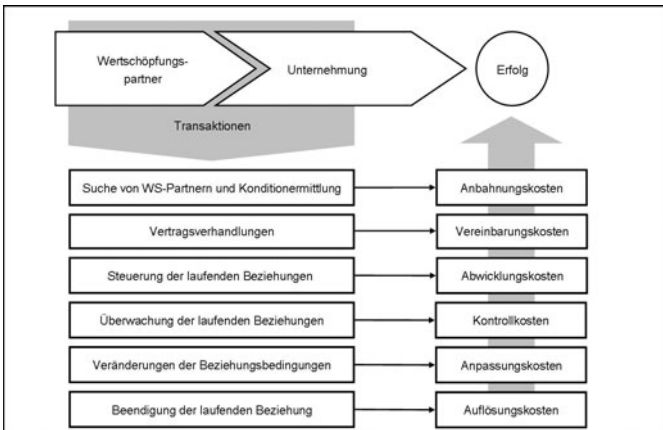 Wertschöpfungs-
partner
Unternehmung
Erfolg
Transaktionen
Suche von WS-Partnern und Konditionermittlung
Anbahnungskosten
Vertragsverhandlungen
Vereinbarungskosten
Steuerung der laufenden Beziehungen
Abwicklungskosten
Überwachung der laufenden Beziehungen
Kontrollkosten
Veränderungen der Beziehungsbedingungen
Anpassungskosten
Beendigung der laufenden Beziehung
Auflösungskosten